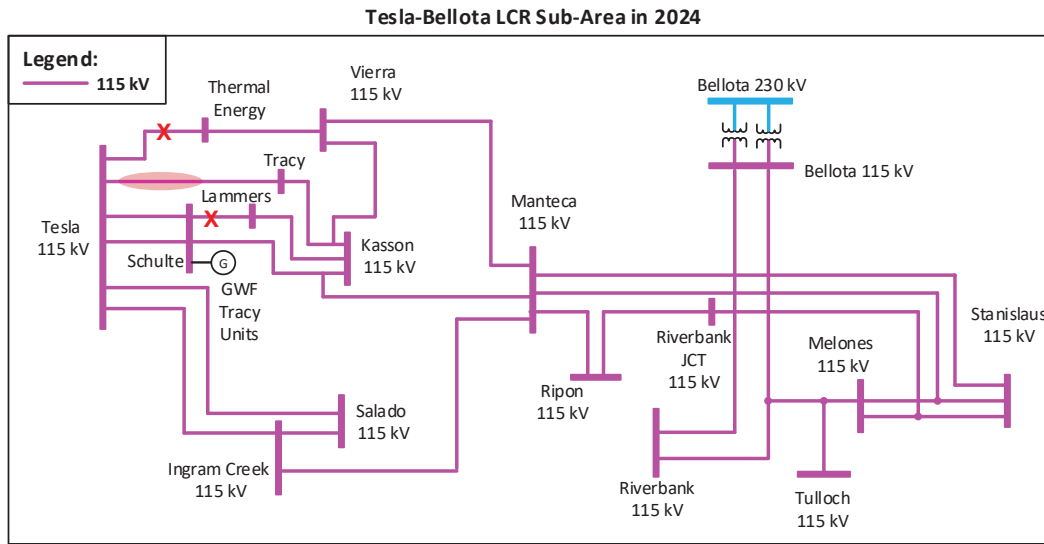 Tesla-Bellota LCR Sub-Area in 2024
Legend:
115 kV
Vierra
115 kV
Thermal
Energy
X
Bellota 230 kV
Tracy
Bellota 115 kV
Lammers
X
Manteca
115 kV
Tesla
115 kV
Kasson
115 kV
Schulte
G
GWF
Tracy
Units
Stanislaus
115 kV
Riverbank
JCT
115 kV
Melones
115 kV
Ripon
115 kV
Salado
115 kV
Ingram Creek
115 kV
Riverbank
115 kV
Tulloch
115 kV